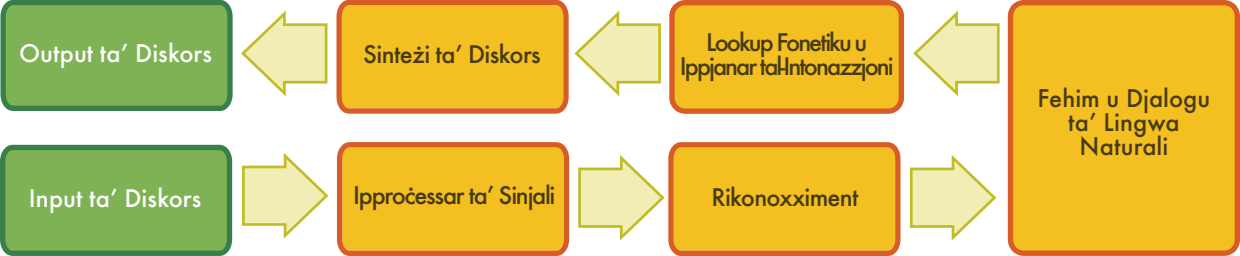 Output ta’ Diskors
Sinteżi ta’ Diskors
Lookup Fonetiku u
Ippjanar tal-Intonazzjoni
Fehim u Djalogu
ta’ Lingwa
Naturali
Input ta’ Diskors
Ipproċessar ta’ Sinjali
Rikonoxximent